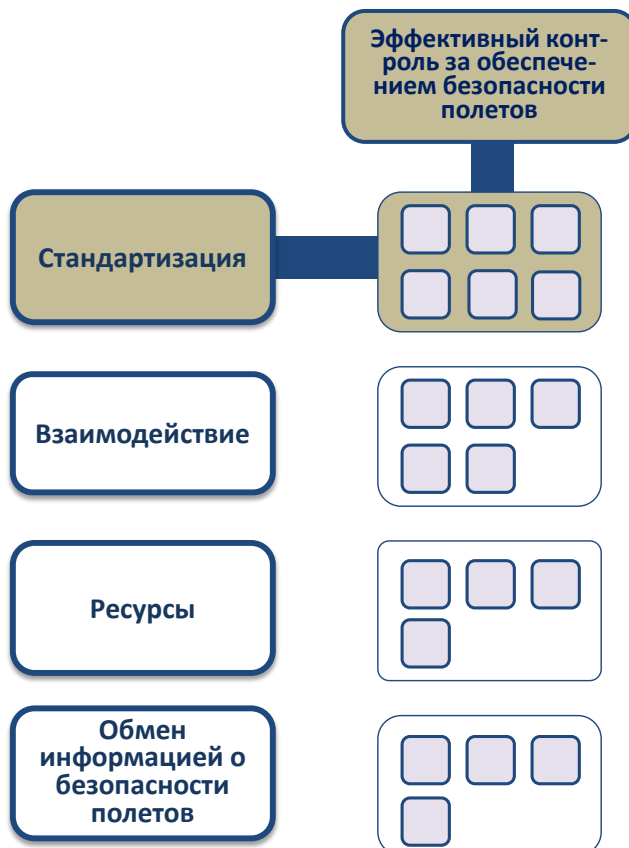 Эффективный конт-
роль за обеспече-
нием безопасности
полетов
Стандартизация
Взаимодействие
Ресурсы
Обмен
информацией о
безопасности
полетов